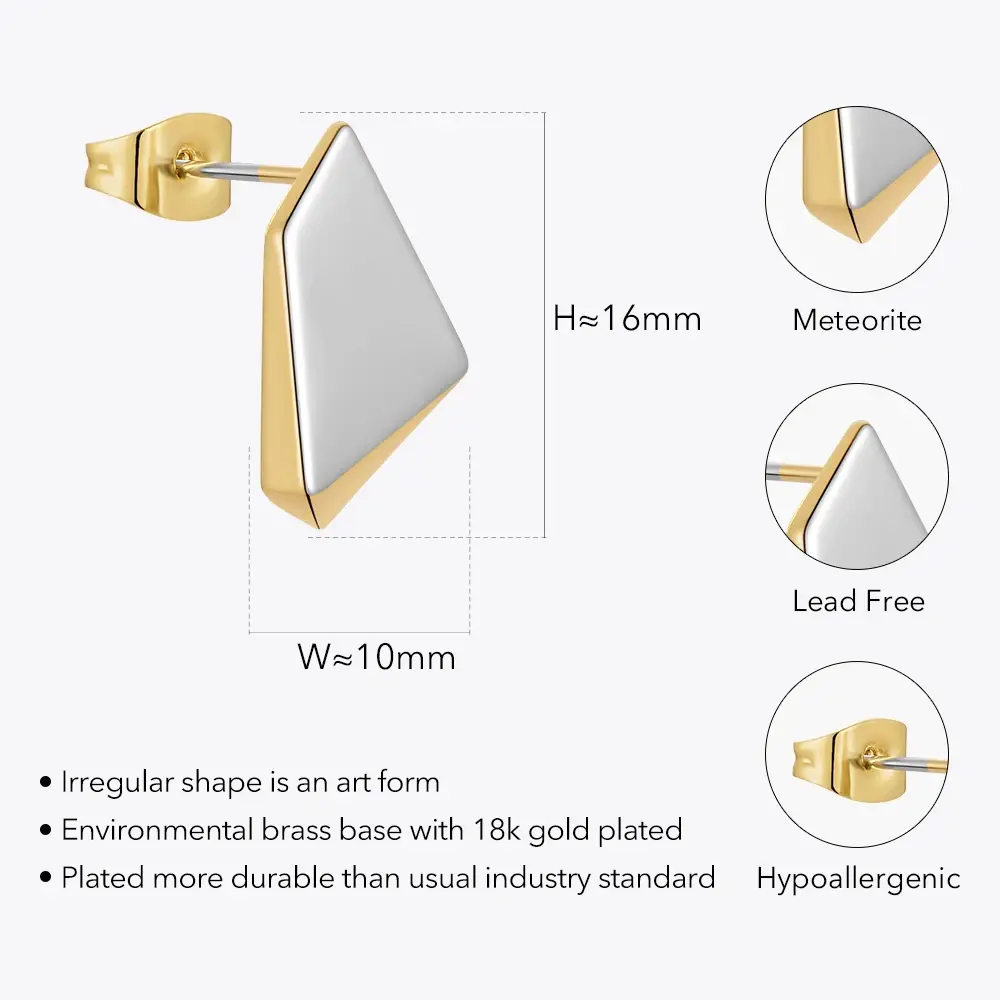 H≈16mm
W≈10mm
Meteorite
Lead Free
Hypoallergenic
• Irregular shape is an art form
• Environmental brass base with 18k gold plated
• Plated more durable than usual industry standard